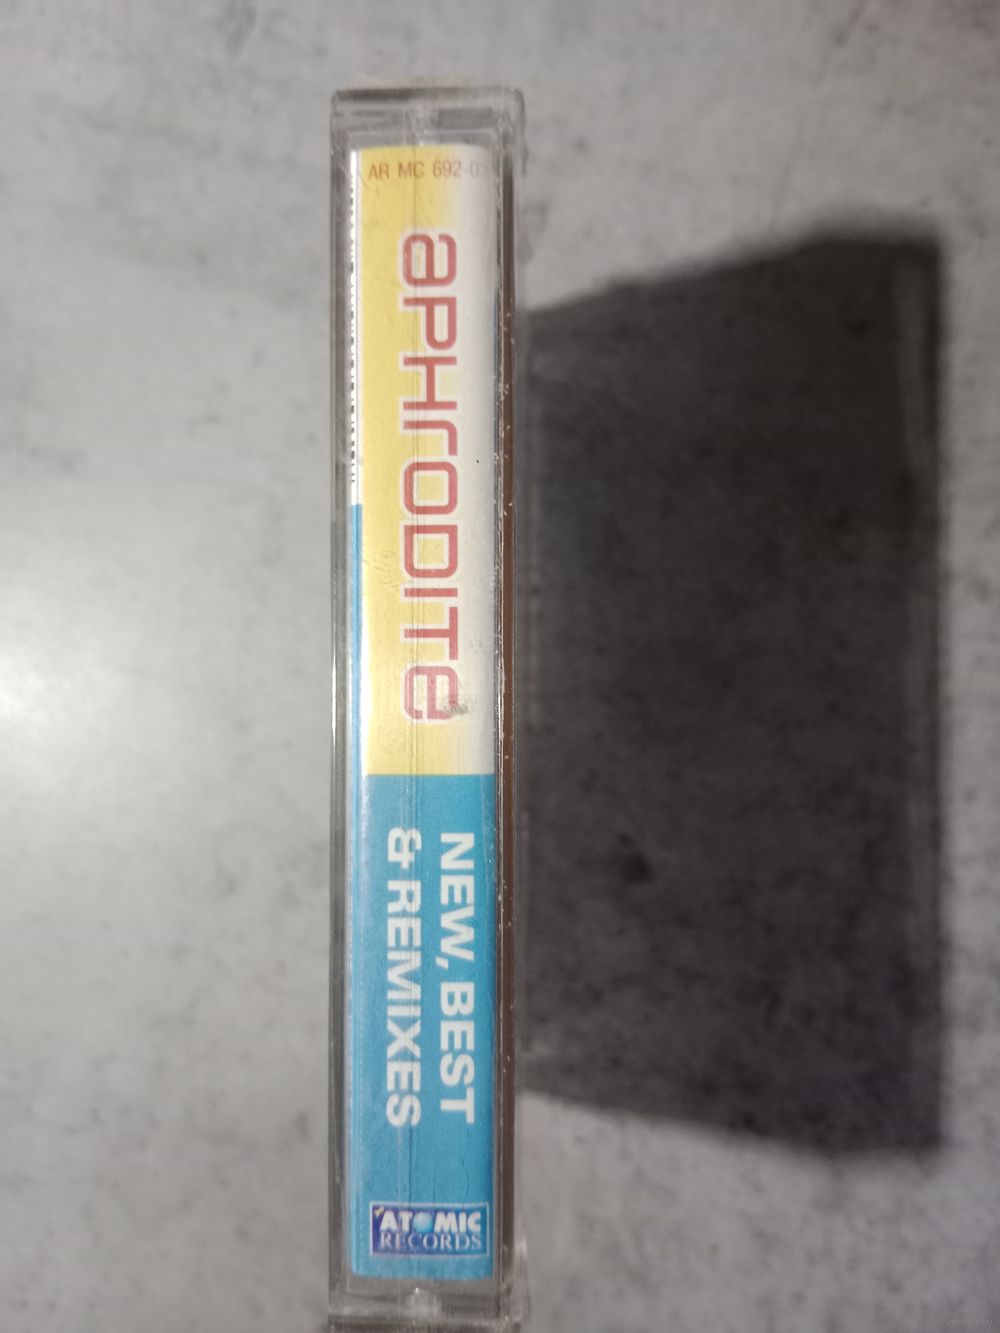 AR MC 692-03
aPHrODITe
NEW, BEST
& REMIXES
ATOMIC
RECORDS